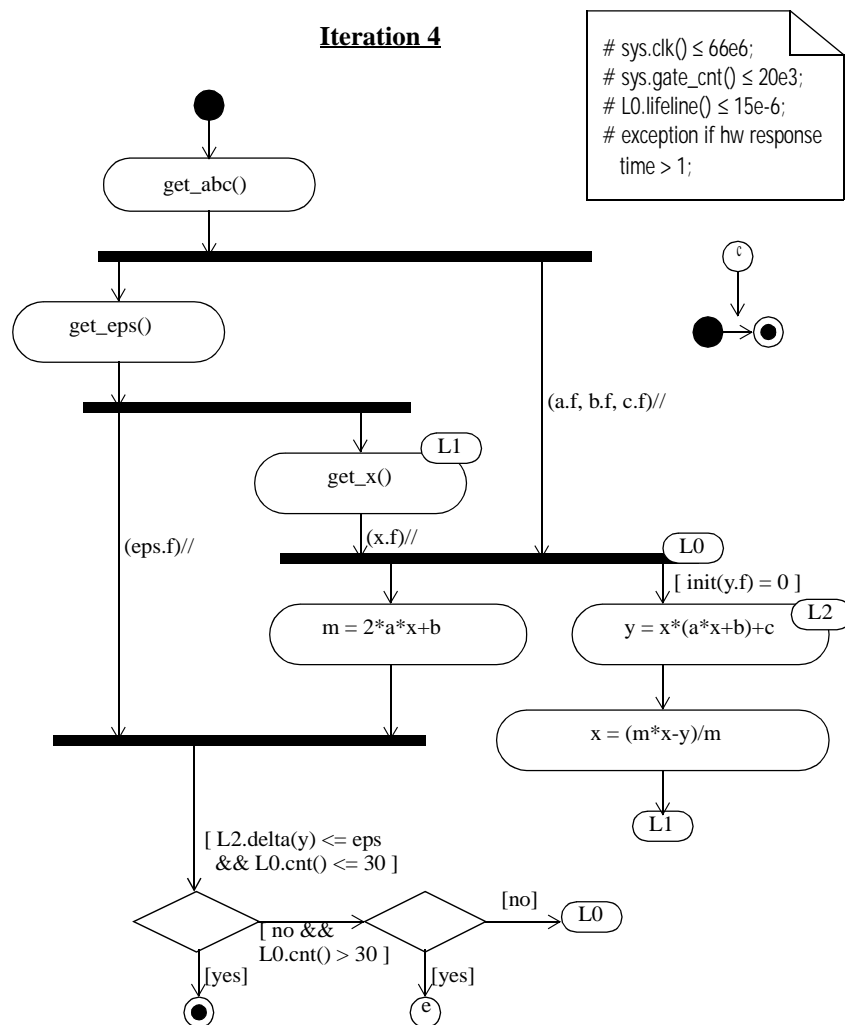 Iteration 4
# sys.clk() ≤ 66e6;
# sys.gate_cnt() ≤ 20e3;
# L0.lifeline() ≤ 15e-6;
# exception if hw response
time > 1;
get_abc()
c
get_eps()
(a.f, b.f, c.f)//
L1
get_x()
(eps.f)//
(x.f)//
L0
[ init(y.f) = 0 ]
L2
m = 2*a*x+b
y = x*(a*x+b)+c
x = (m*x-y)/m
L1
[ L2.delta(y) <= eps
&& L0.cnt() <= 30 ]
[no]
L0
[ no &&
L0.cnt() > 30 ]
[yes]
[yes]
e